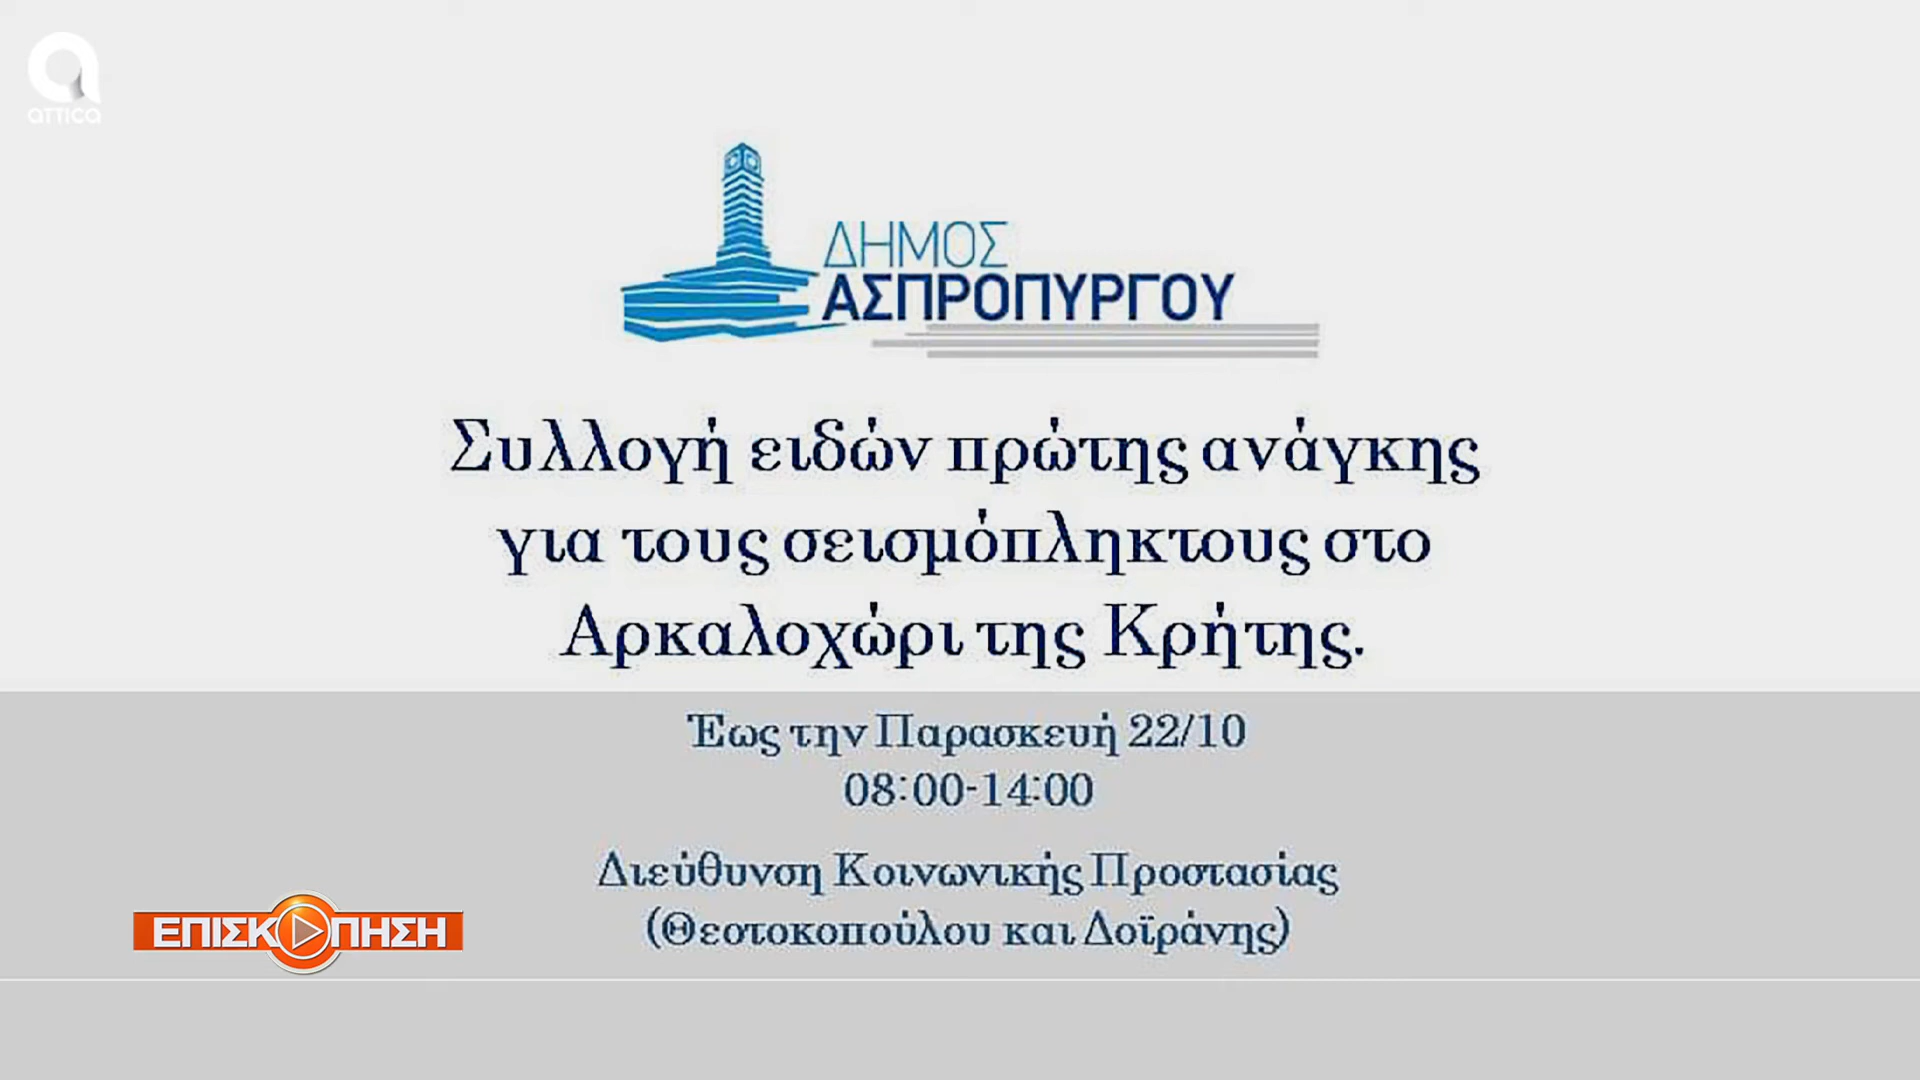 attica
ΔΗΜΟΣ
ΑΣΠΡΟΠΥΡΓΟΥ
Συλλογή ειδών πρώτης ανάγκης
για τους σεισμόπληκτους στο
Αρκαλοχώρι της Κρήτης.
Έως την Παρασκευή 22/10
08:00-14:00
Διεύθυνση Κοινωνικής Προστασίας
(Θεοτοκοπούλου και Δοϊράνης)
ΕΠΙΣΚΟΠΗΣΗ